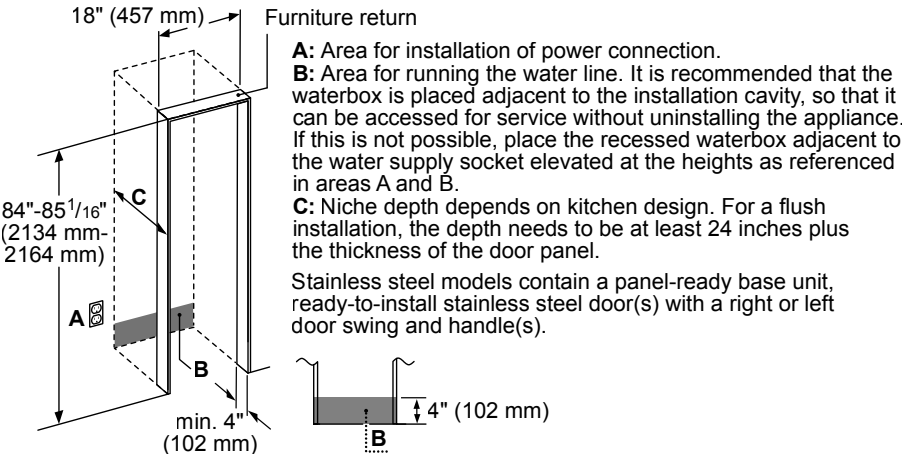 18" (457 mm)
Furniture return
A: Area for installation of power connection.
B: Area for running the water line. It is recommended that the
waterbox is placed adjacent to the installation cavity, so that it
can be accessed for service without uninstalling the appliance.
If this is not possible, place the recessed waterbox adjacent to
the water supply socket elevated at the heights as referenced
in areas A and B.
C: Niche depth depends on kitchen design. For a flush
installation, the depth needs to be at least 24 inches plus
the thickness of the door panel.
Stainless steel models contain a panel-ready base unit,
ready-to-install stainless steel door(s) with a right or left
door swing and handle(s).
C
84"-85 1/16"
(2134 mm-
2164 mm)
A
B
min. 4"
(102 mm)
4" (102 mm)
B